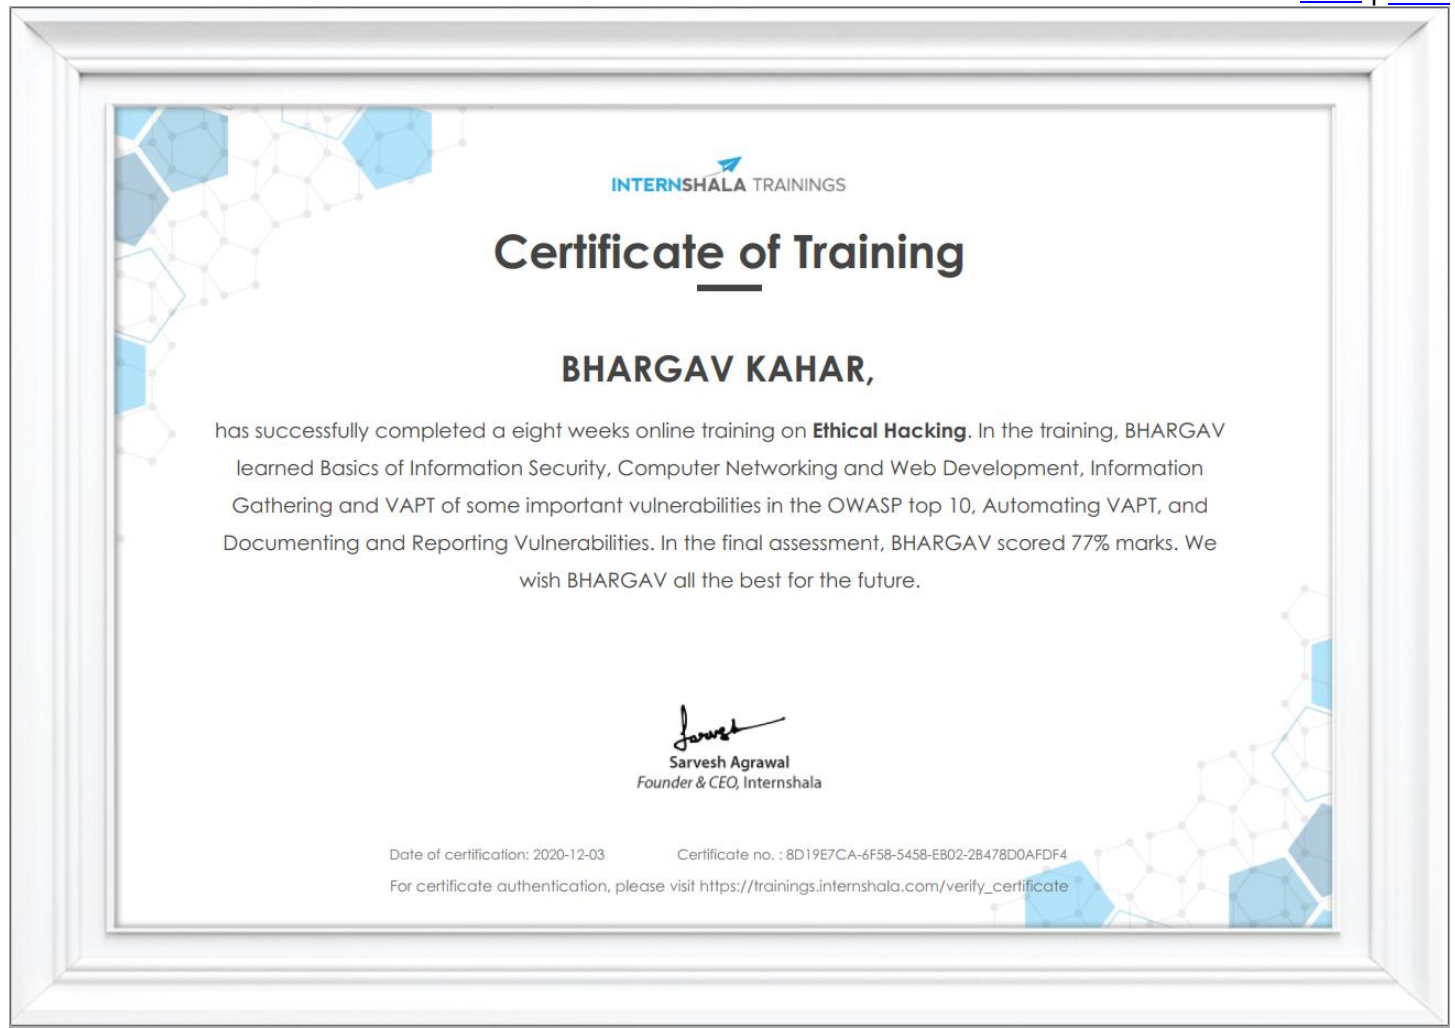 INTERNSHALA TRAININGS
Certificate of Training
BHARGAV KAHAR,
has successfully completed a eight weeks online training on Ethical Hacking. In the training, BHARGAV
learned Basics of Information Security, Computer Networking and Web Development, Information
Gathering and VAPT of some important vulnerabilities in the OWASP top 10, Automating VAPT, and
Documenting and Reporting Vulnerabilities. In the final assessment, BHARGAV scored 77% marks. We
wish BHARGAV all the best for the future.
Sarvesh
Sarvesh Agrawal
Founder & CEO, Internshala
Date of certification: 2020-12-03 Certificate no. : 8D19E7CA-6F58-5458-EB02-2B478D0AFDF4
For certificate authentication, please visit https://trainings.internshala.com/verify_certificate